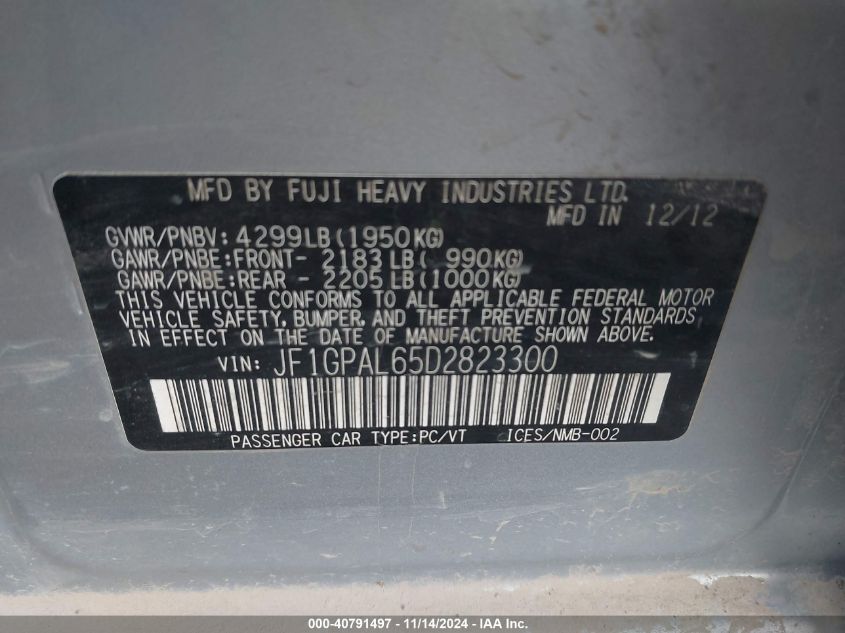 MFD BY FUJI HEAVY INDUSTRIES LTD.
MFD IN 12/12
GVWR/PNBV: 4299LB(1950KG)
GAWR/PNBE:FRONT- 2183LB( 990KG)
GAWR/PNBE:REAR - 2205LB(1000KG)
THIS VEHICLE CONFORMS TO ALL APPLICABLE FEDERAL MOTOR
VEHICLE SAFETY, BUMPER, AND THEFT PREVENTION STANDARDS
IN EFFECT ON THE DATE OF MANUFACTURE SHOWN ABOVE.
VIN: JF1GPAL65D2823300
PASSENGER CAR TYPE:PC/VT ICES/NMB-002
000-40791497 - 11/14/2024 - IAA Inc.